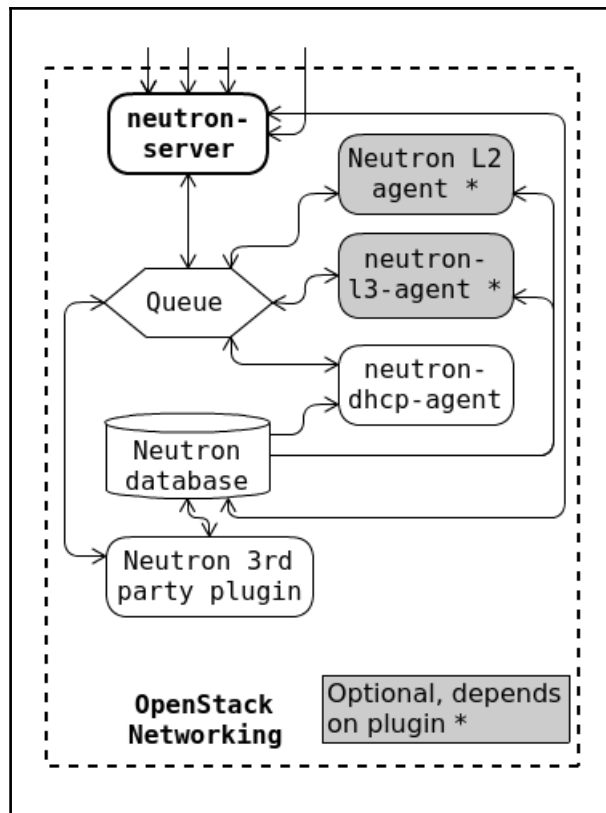 neutron-
server
Neutron L2
agent *
neutron-
l3-agent *
Queue
neutron-
dhcp-agent
Neutron
database
Neutron 3rd
party plugin
OpenStack
Networking
Optional, depends
on plugin *